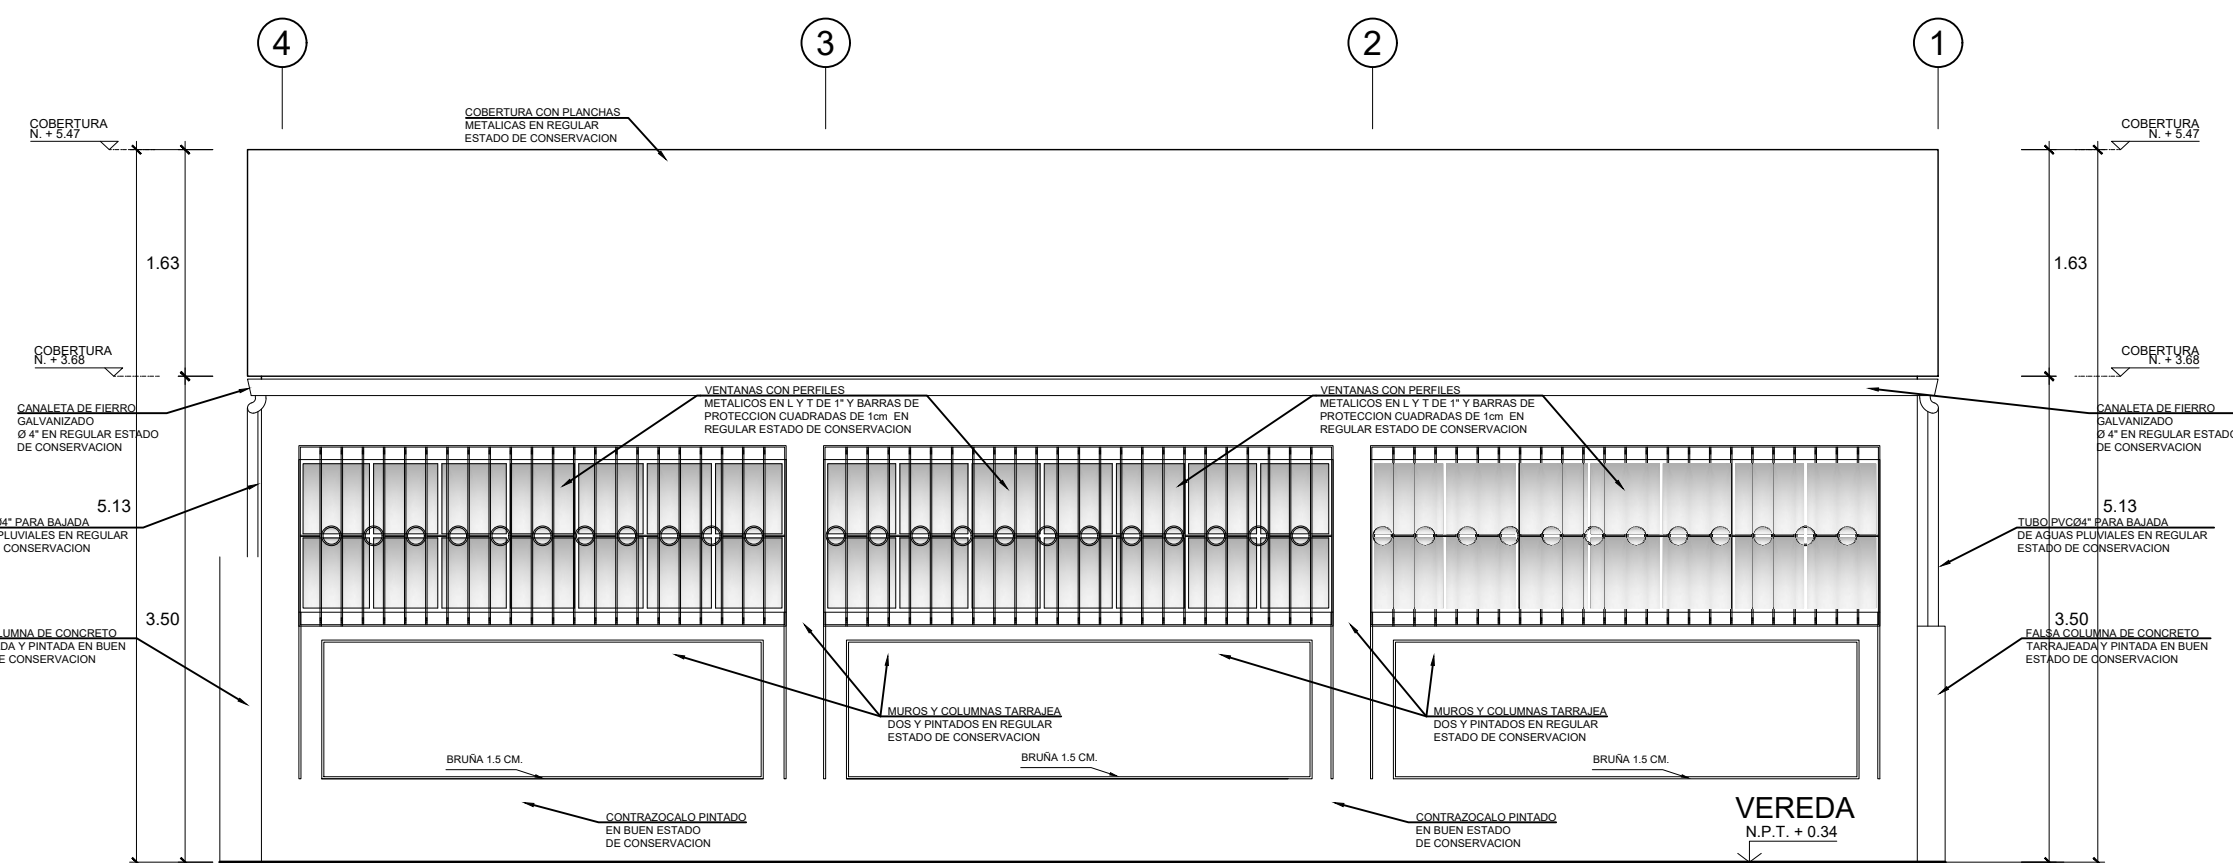 4
3
2
1
COBERTURA
N. + 5.47
COBERTURA CON PLANCHAS
METALICAS EN REGULAR
ESTADO DE CONSERVACION
COBERTURA
N. + 5.47
1.63
1.63
COBERTURA
N. + 3.68
COBERTURA
N. + 3.68
CANALETA DE FIERRO
GALVANIZADO
Ø 4" EN REGULAR ESTADO
DE CONSERVACION
VENTANAS CON PERFILES
METALICOS EN L Y T DE 1" Y BARRAS DE
PROTECCION CUADRADAS DE 1cm EN
REGULAR ESTADO DE CONSERVACION
VENTANAS CON PERFILES
METALICOS EN L Y T DE 1" Y BARRAS DE
PROTECCION CUADRADAS DE 1cm EN
REGULAR ESTADO DE CONSERVACION
CANALETA DE FIERRO
GALVANIZADO
Ø 4" EN REGULAR ESTADO
DE CONSERVACION
5.13
Ø4" PARA BAJADA
PLUVIALES EN REGULAR
CONSERVACION
5.13
TUBO PVCØ4" PARA BAJADA
DE AGUAS PLUVIALES EN REGULAR
ESTADO DE CONSERVACION
3.50
LUMNA DE CONCRETO
DA Y PINTADA EN BUEN
E CONSERVACION
3.50
FALSA COLUMNA DE CONCRETO
TARRAJEADA Y PINTADA EN BUEN
ESTADO DE CONSERVACION
MUROS Y COLUMNAS TARRAJEA
DOS Y PINTADOS EN REGULAR
ESTADO DE CONSERVACION
MUROS Y COLUMNAS TARRAJEA
DOS Y PINTADOS EN REGULAR
ESTADO DE CONSERVACION
BRUÑA 1.5 CM.
BRUÑA 1.5 CM.
BRUÑA 1.5 CM.
CONTRAZOCALO PINTADO
EN BUEN ESTADO
DE CONSERVACION
CONTRAZOCALO PINTADO
EN BUEN ESTADO
DE CONSERVACION
VEREDA
N.P.T. + 0.34